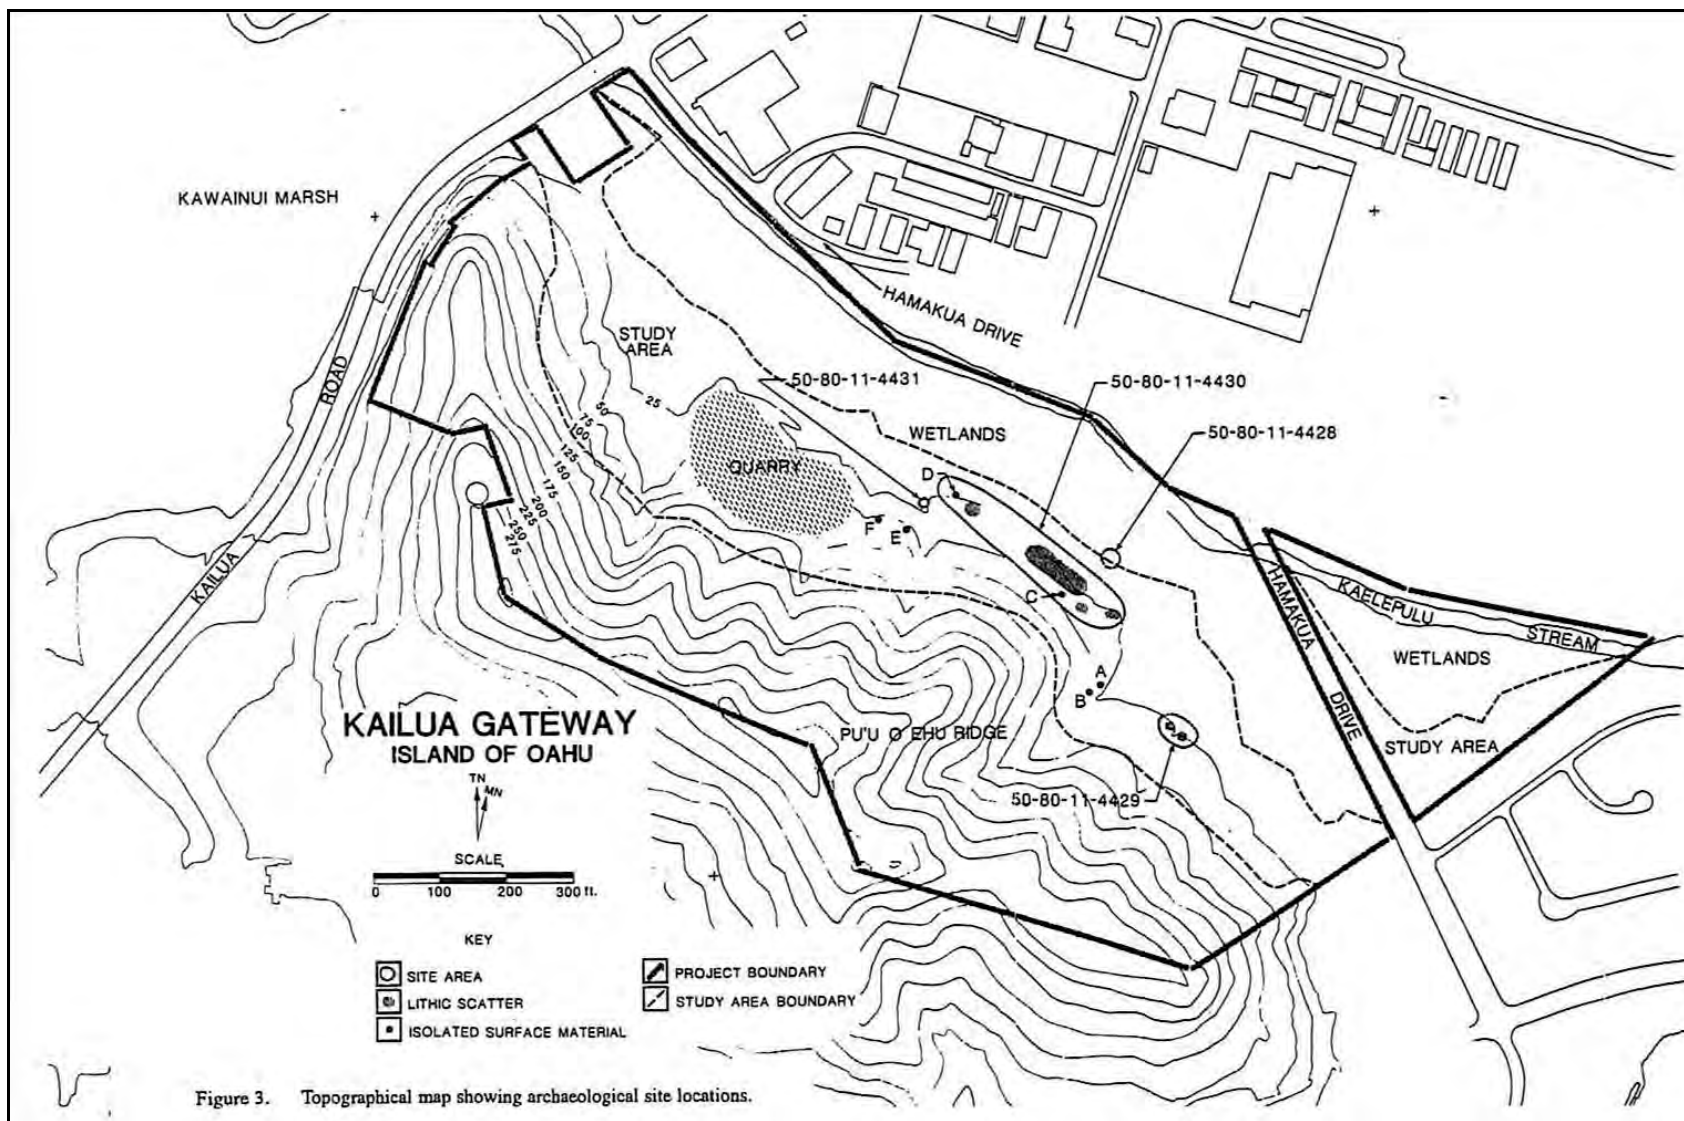 KAWAINUI MARSH
HAMAKUA DRIVE
STUDY
AREA
50-80-11-4431
50-80-11-4430
50-80-11-4428
WETLANDS
ROAD
25
50
75
100
125
150
175
200
225
250
275
QUARRY
D
F
E
C
KAILUA
HAMAKUA
DRIVE
KAELEPULU
STREAM
WETLANDS
STUDY AREA
A
B
PU'U O EHU RIDGE
50-80-11-4429
KAILUA GATEWAY
ISLAND OF OAHU
TN
MN
SCALE
0 100 200 300 ft.
KEY
SITE AREA
LITHIC SCATTER
ISOLATED SURFACE MATERIAL
PROJECT BOUNDARY
STUDY AREA BOUNDARY
Figure 3. Topographical map showing archaeological site locations.